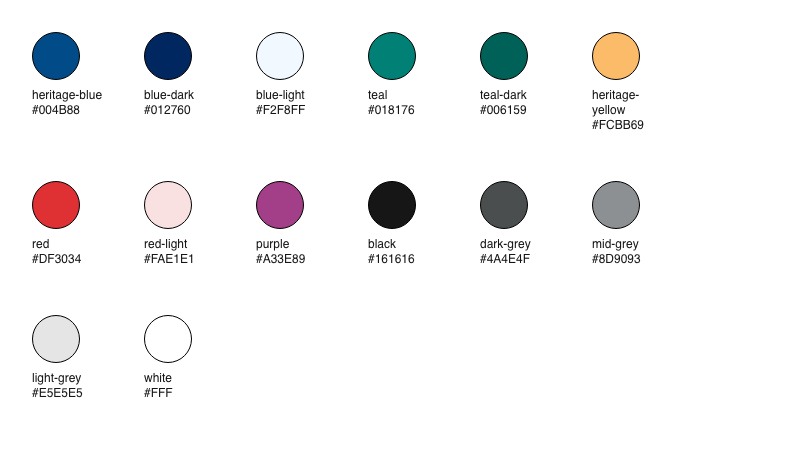 heritage-blue
#004B88
blue-dark
#012760
blue-light
#F2F8FF
teal
#018176
teal-dark
#006159
heritage-
yellow
#FCBB69
red
#DF3034
red-light
#FAE1E1
purple
#A33E89
black
#161616
dark-grey
#4A4E4F
mid-grey
#8D9093
light-grey
#E5E5E5
white
#FFF